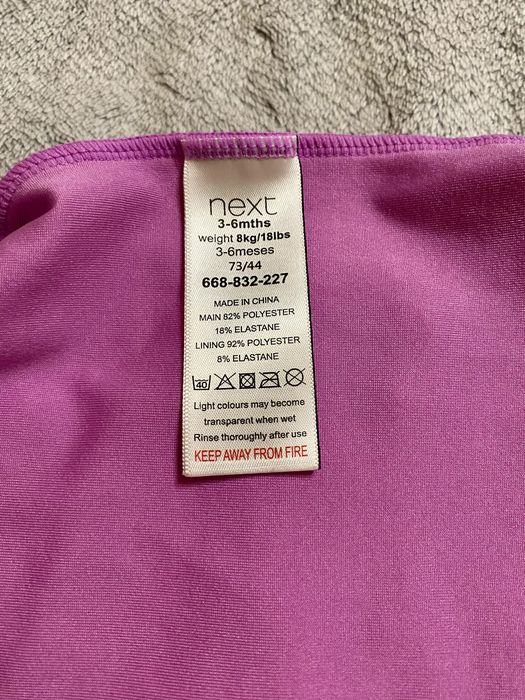 next
3-6mths
weight 8kg/18lbs
3-6meses
73/44
668-832-227
MADE IN CHINA
MAIN 82% POLYESTER
18% ELASTANE
LINING 92% POLYESTER
8% ELASTANE
40
Light colours may become
transparent when wet
Rinse thoroughly after use
KEEP AWAY FROM FIRE